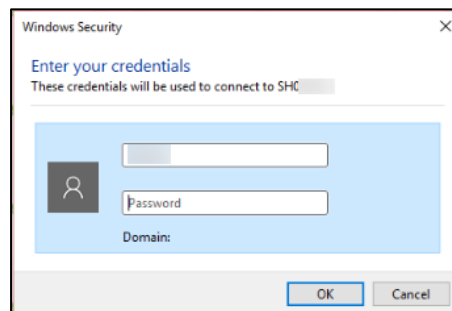 Windows Security
Enter your credentials
These credentials will be used to connect to SH0
Password
Domain:
OK
Cancel